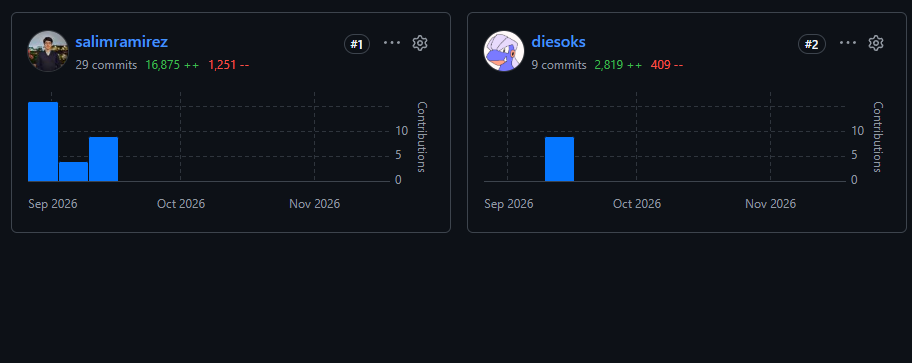 salimramirez #1
29 commits 16,875 ++ 1,251 --
Contributions
10
5
0
Sep 2026 Oct 2026 Nov 2026
diesoks #2
9 commits 2,819 ++ 409 --
Contributions
10
5
0
Sep 2026 Oct 2026 Nov 2026